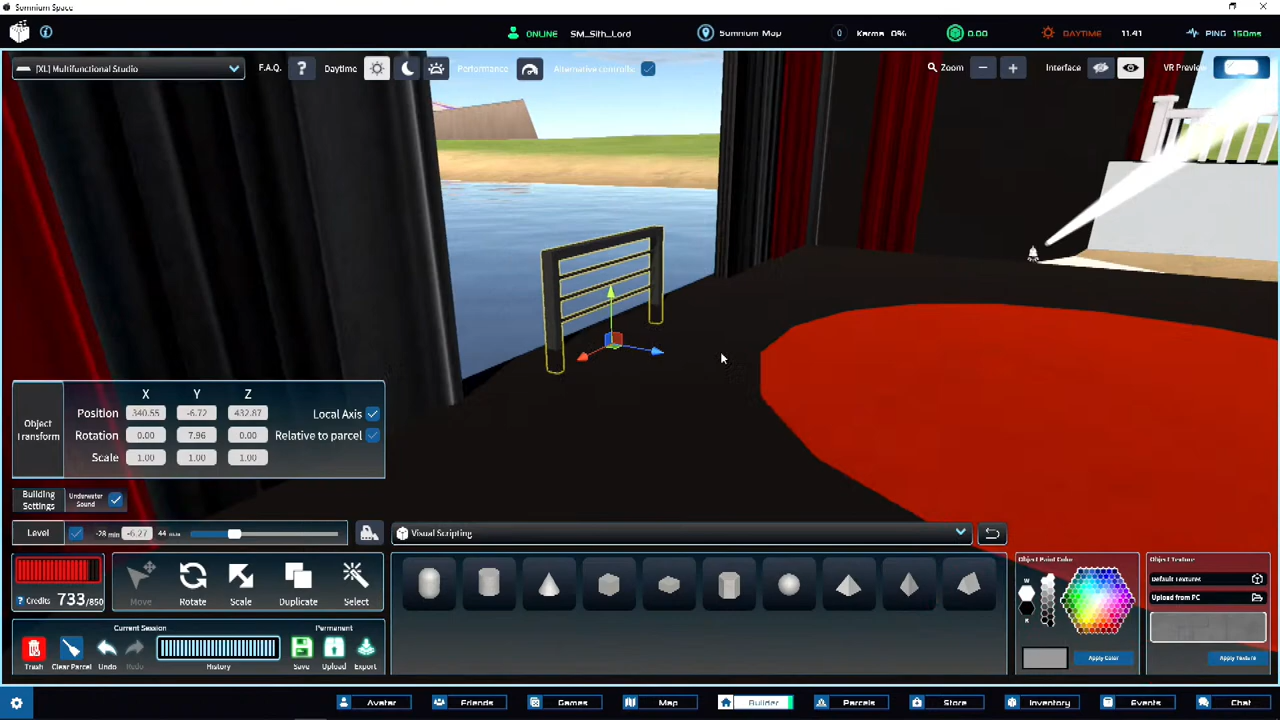 Somnium Space
ONLINE SM_Sith_Lord Somnium Map 0 Karma 0% 0.00 DAYTIME 11.41 PING 150ms
[XL] Multifunctional Studio F.A.Q. ? Daytime Performance Alternative controls Zoom Interface VR Preview
X Y Z
Object Transform
Position 340.55 -6.72 432.87 Local Axis
Rotation 0.00 7.96 0.00 Relative to parcel
Scale 1.00 1.00 1.00
Building Settings Underwater Sound
Level -28 min -6.27 44 max Visual Scripting
Credits 733/850 Move Rotate Scale Duplicate Select
Object Paint Color W K
Object Texture
Default Textures
Upload from PC
Current Session Permanent
Trash Clear Parcel Undo Redo History Save Upload Export
Apply Color Apply Texture
Avatar Friends Games Map Builder Parcels Store Inventory Events Chat